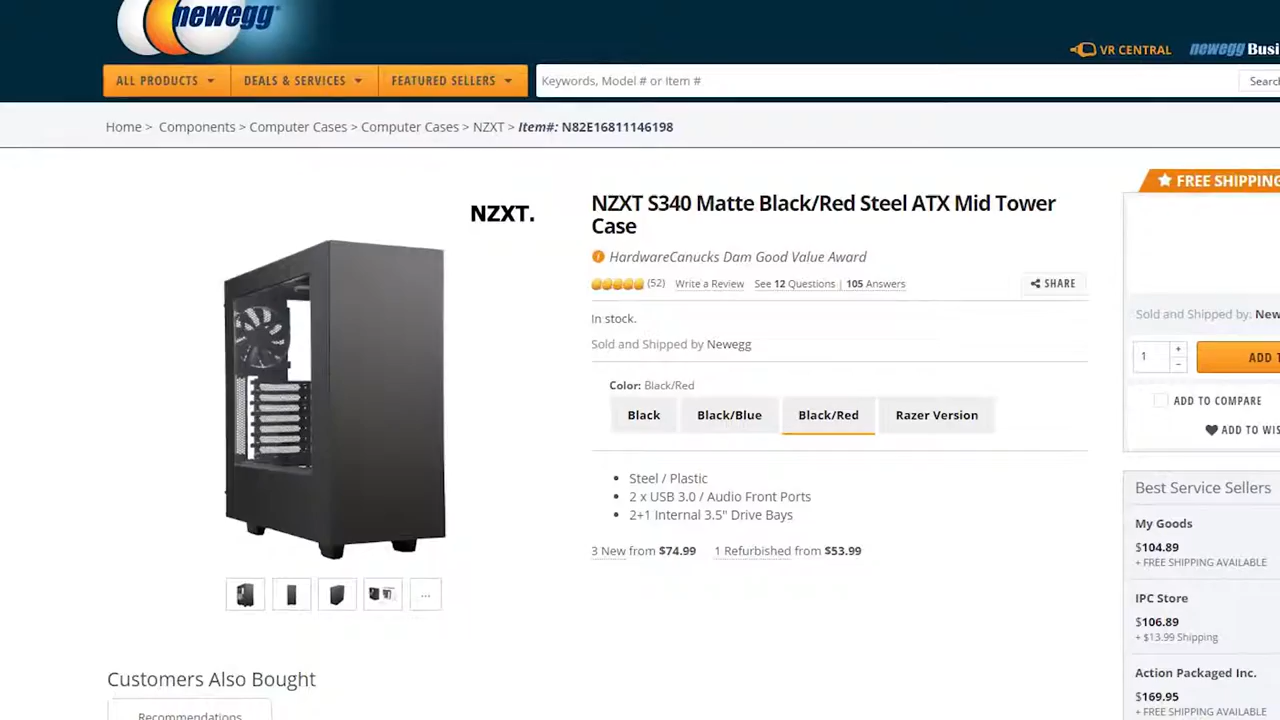 newegg
VR CENTRAL
newegg Busi
ALL PRODUCTS
DEALS & SERVICES
FEATURED SELLERS
Keywords, Model # or Item #
Search
Home > Components > Computer Cases > Computer Cases > NZXT > Item#: N82E16811146198
FREE SHIPPING
NZXT.
NZXT S340 Matte Black/Red Steel ATX Mid Tower
Case
HardwareCanucks Dam Good Value Award
(52) Write a Review See 12 Questions | 105 Answers
SHARE
In stock.
Sold and Shipped by Newegg
Color: Black/Red
Black
Black/Blue
Black/Red
Razer Version
• Steel / Plastic
• 2 x USB 3.0 / Audio Front Ports
• 2+1 Internal 3.5" Drive Bays
3 New from $74.99 1 Refurbished from $53.99
...
Sold and Shipped by: New
1
+
-
ADD T
ADD TO COMPARE
ADD TO WIS
Best Service Sellers
My Goods
$104.89
+ FREE SHIPPING AVAILABLE
IPC Store
$106.89
+ $13.99 Shipping
Action Packaged Inc.
$169.95
+ FREE SHIPPING AVAILABLE
Customers Also Bought
Recommendations